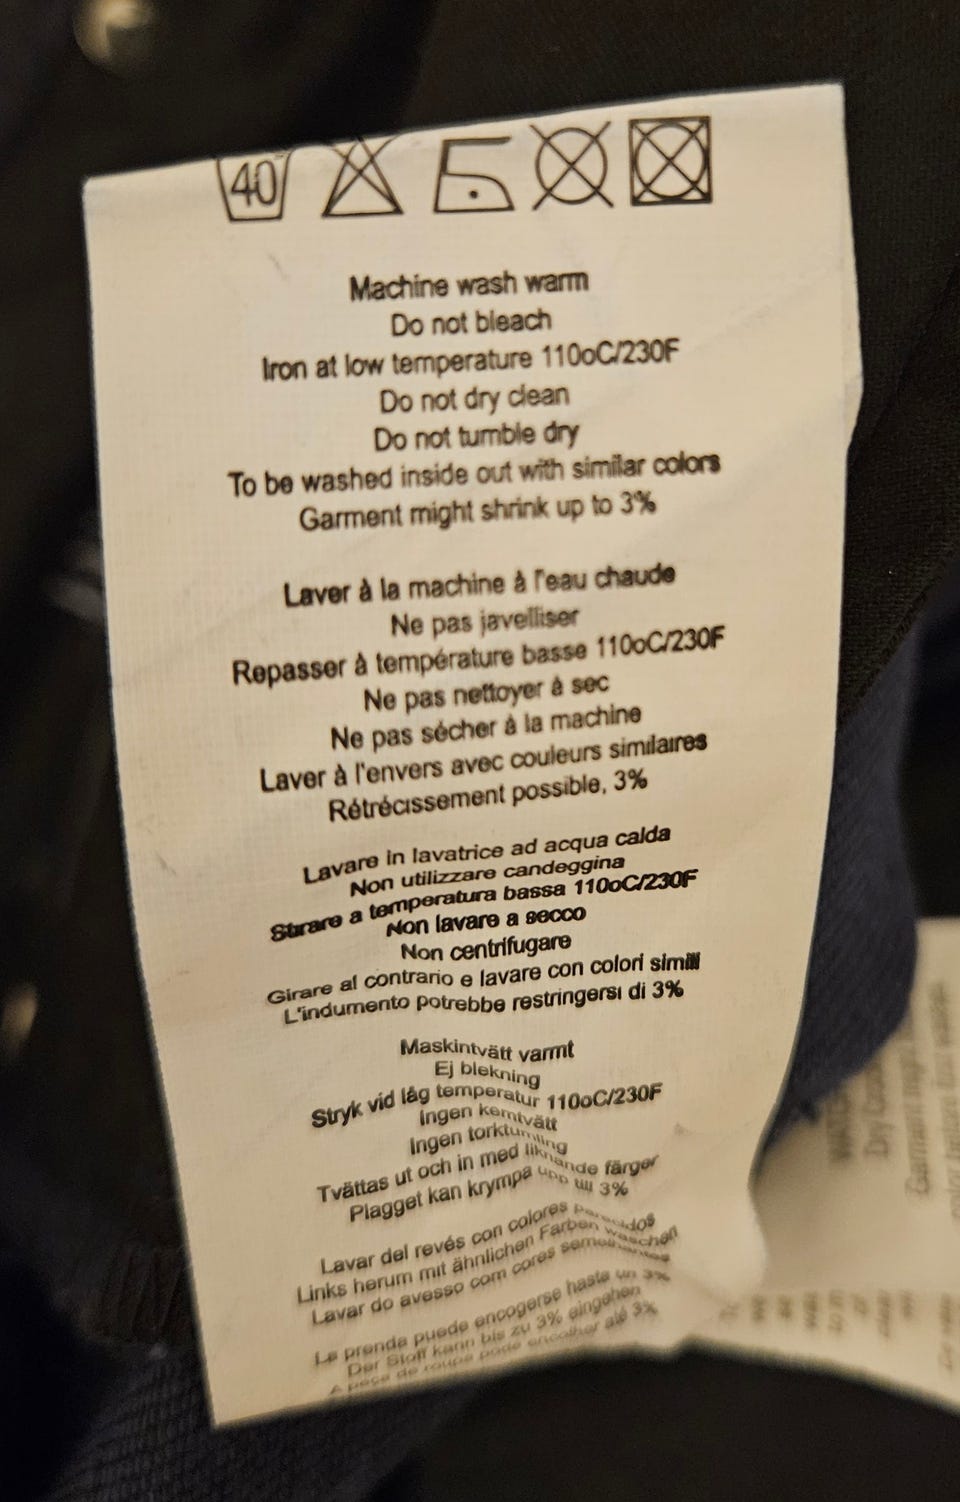 40
Machine wash warm
Do not bleach
Iron at low temperature 110oC/230F
Do not dry clean
Do not tumble dry
To be washed inside out with similar colors
Garment might shrink up to 3%
Laver à la machine à l'eau chaude
Ne pas javelliser
Repasser à température basse 110oC/230F
Ne pas nettoyer à sec
Ne pas sécher à la machine
Laver à l'envers avec couleurs similaires
Rétrécissement possible, 3%
Lavare in lavatrice ad acqua calda
Non utilizzare candeggina
Stirare a temperatura bassa 110oC/230F
Non lavare a secco
Non centrifugare
Girare al contrario e lavare con colori simili
L'indumento potrebbe restringersi di 3%
Maskintvätt varmt
Ej blekning
Stryk vid låg temperatur 110oC/230F
Ingen kemtvätt
Ingen torktumling
Tvättas ut och in med liknande färger
Plagget kan krympa upp till 3%
Lavar del revés con colores parecidos
Links herum mit ähnlichen Farben waschen
Lavar do avesso com cores semelhantes
La prenda puede encogerse hasta un 3%
Der Stoff kann bis zu 3% eingehen
A peça de roupa pode encolher até 3%